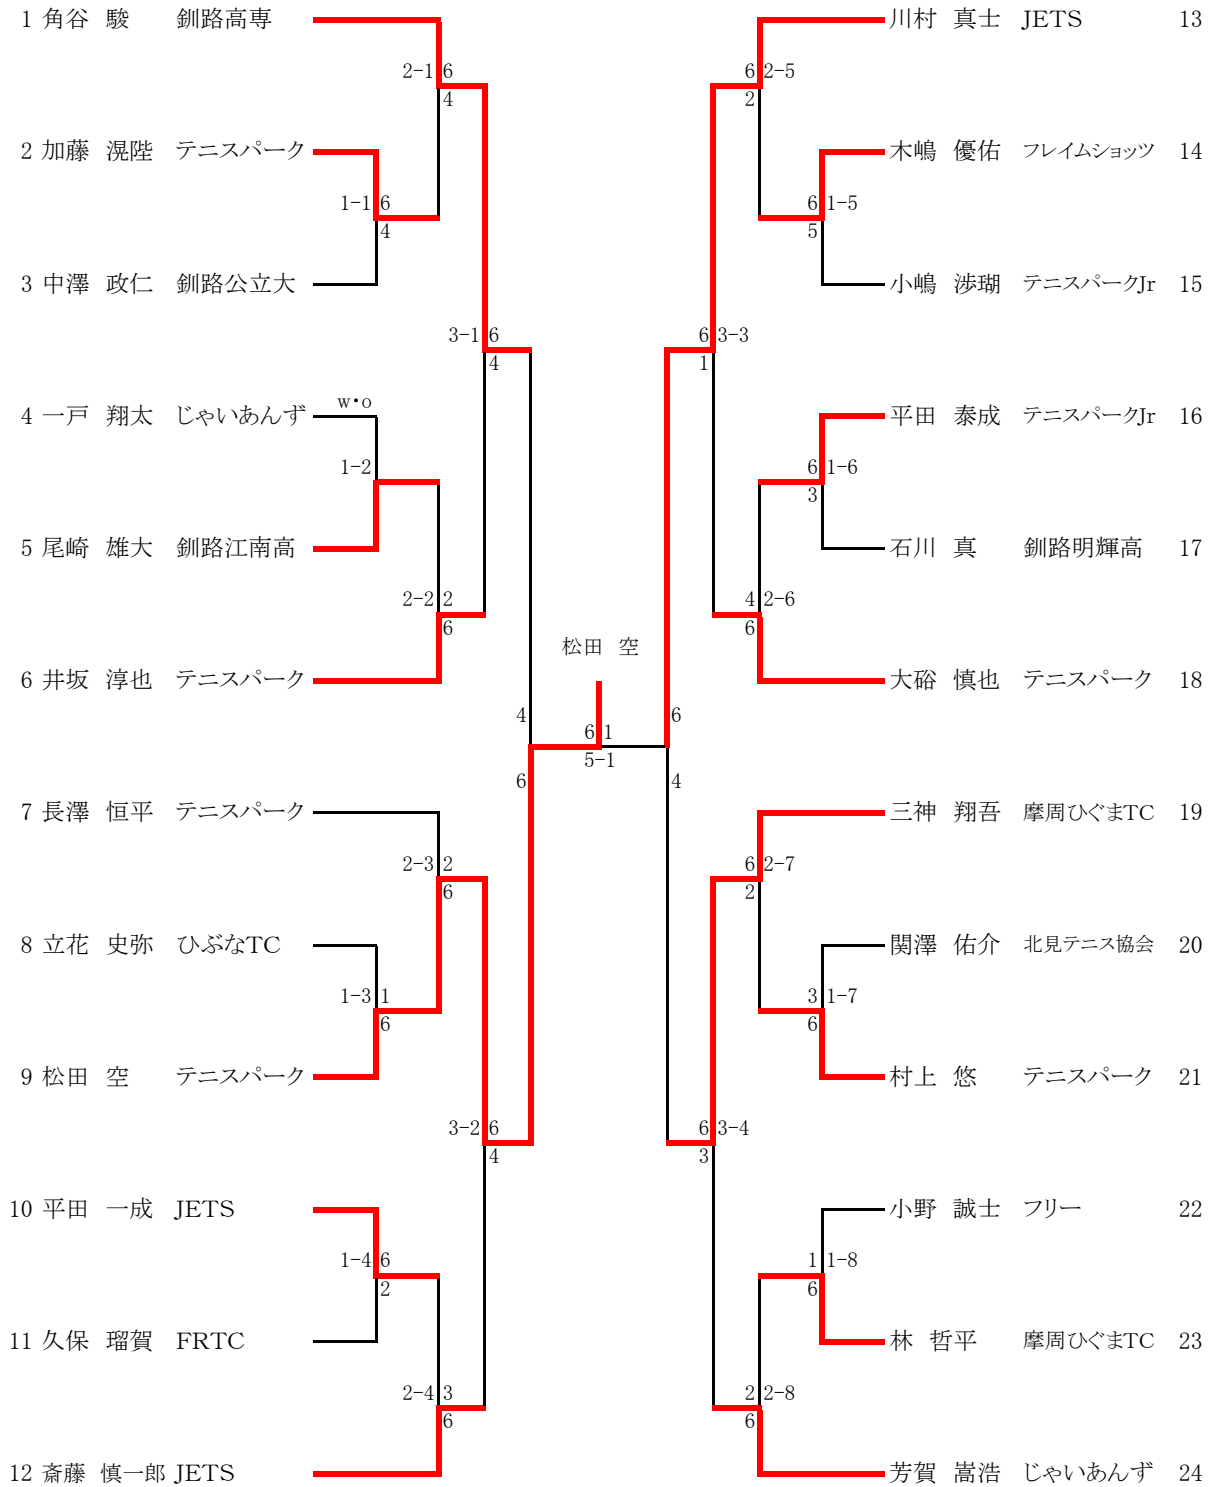 1 角谷 駿 釧路高専
川村 真士 JETS 13
2-1 6
6 2-5
4
2
2 加藤 滉陛 テニスパーク
木嶋 優佑 フレイムショッツ 14
1-1 6
6 1-5
4
5
3 中澤 政仁 釧路公立大
小嶋 渉瑚 テニスパークJr 15
3-1 6
6 3-3
4
1
4 一戸 翔太 じゃいあんず
w・o
平田 泰成 テニスパークJr 16
1-2
6 1-6
3
5 尾崎 雄大 釧路江南高
石川 真 釧路明輝高 17
2-2 2
4 2-6
6
6
松田 空
6 井坂 淳也 テニスパーク
大硲 慎也 テニスパーク 18
4
6
6 1
5-1
6
4
7 長澤 恒平 テニスパーク
三神 翔吾 摩周ひぐまTC 19
2-3 2
6 2-7
6
2
8 立花 史弥 ひぶなTC
関澤 佑介 北見テニス協会 20
1-3 1
3 1-7
6
6
9 松田 空 テニスパーク
村上 悠 テニスパーク 21
3-2 6
6 3-4
4
3
10 平田 一成 JETS
小野 誠士 フリー 22
1-4 6
1 1-8
2
6
11 久保 瑠賀 FRTC
林 哲平 摩周ひぐまTC 23
2-4 3
2 2-8
6
6
12 斎藤 慎一郎 JETS
芳賀 嵩浩 じゃいあんず 24